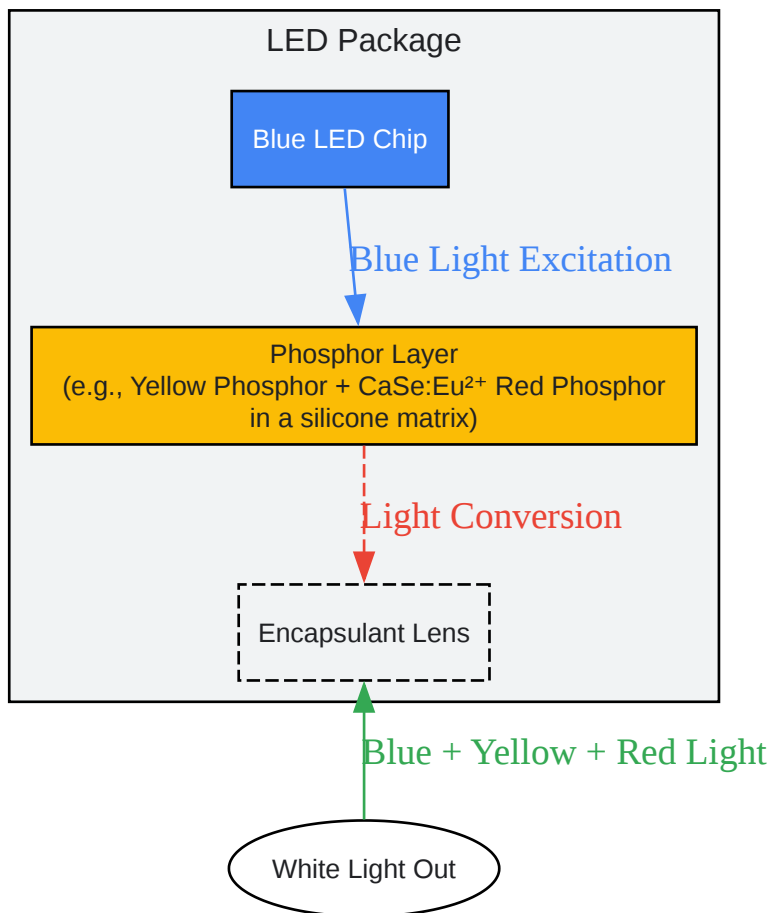 LED Package
Blue LED Chip
Blue Light Excitation
Phosphor Layer
(e.g., Yellow Phosphor + CaSe:Eu²⁺ Red Phosphor
in a silicone matrix)
Light Conversion
Encapsulant Lens
Blue + Yellow + Red Light
White Light Out